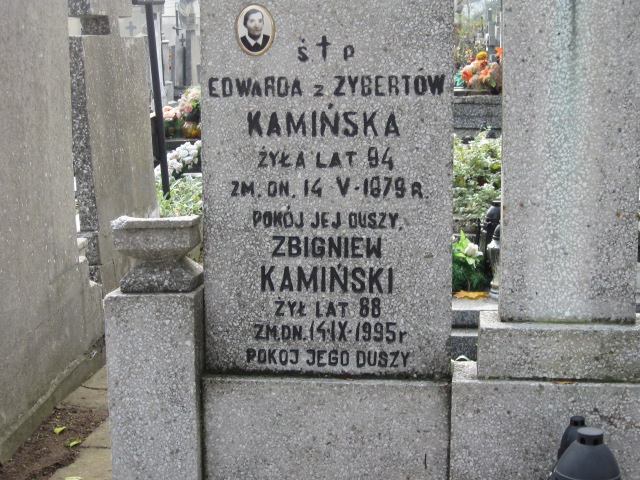 ś † p
EDWARDA z ZYBERTÓW
KAMIŃSKA
ŻYŁA LAT 94
ZM. DN. 14 V-1879 R.
POKÓJ JEJ DUSZY.
ZBIGNIEW
KAMIŃSKI
ŻYŁ LAT 88
ZM. DN. 14·IX·1995 r
POKÓJ JEGO DUSZY